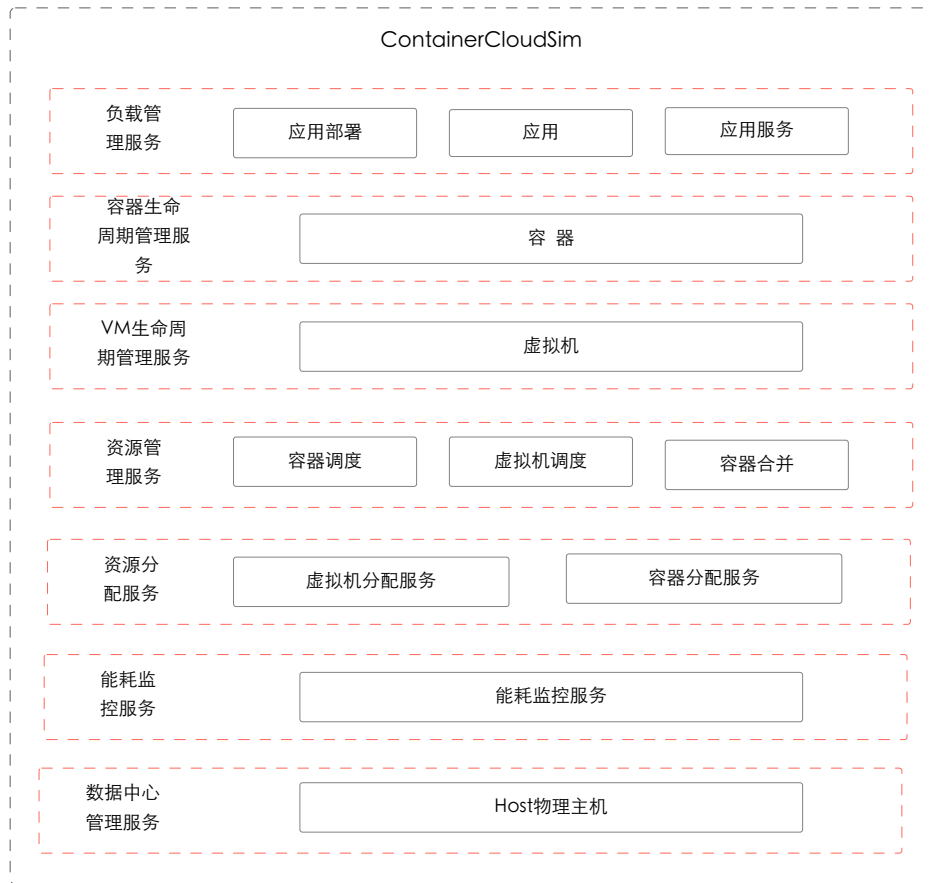 ContainerCloudSim
负载管
理服务
应用部署
应用
应用服务
容器生命
周期管理服
务
容 器
VM生命周
期管理服务
虚拟机
资源管
理服务
容器调度
虚拟机调度
容器合并
资源分
配服务
虚拟机分配服务
容器分配服务
能耗监
控服务
能耗监控服务
数据中心
管理服务
Host物理主机